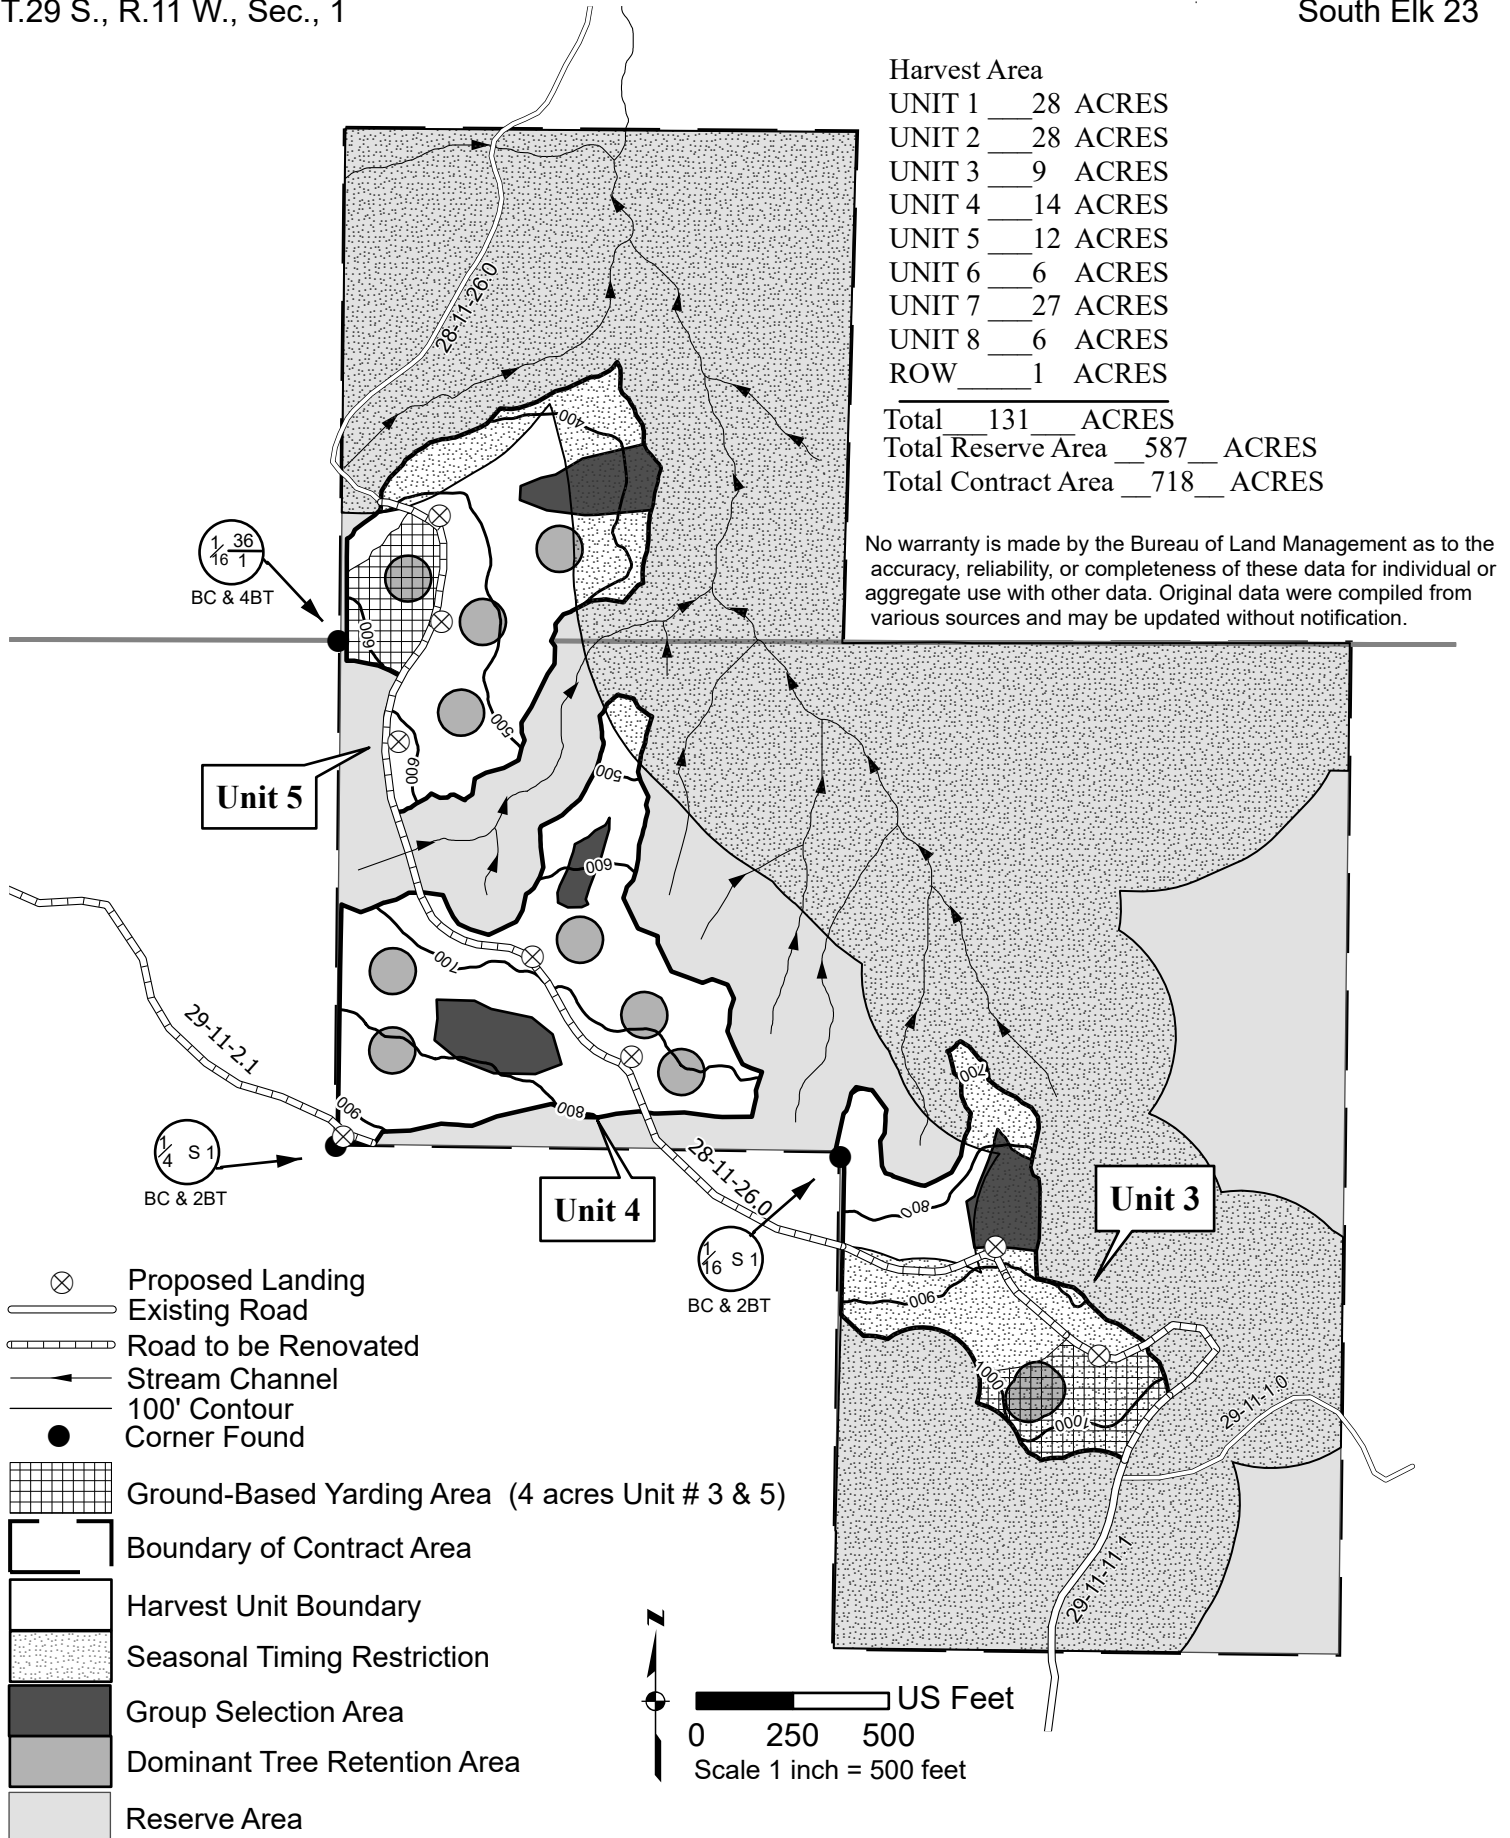 T.29 S., R.11 W., Sec., 1
South Elk 23
Harvest Area
UNIT 1 ___28 ACRES
UNIT 2 ___28 ACRES
UNIT 3 ___9 ACRES
UNIT 4 ___14 ACRES
UNIT 5 ___12 ACRES
UNIT 6 ___6 ACRES
UNIT 7 ___27 ACRES
UNIT 8 ___6 ACRES
ROW_____1 ACRES
Total___131___ ACRES
Total Reserve Area __587__ ACRES
Total Contract Area __718__ ACRES
No warranty is made by the Bureau of Land Management as to the
accuracy, reliability, or completeness of these data for individual or
aggregate use with other data. Original data were compiled from
various sources and may be updated without notification.
28-11-26.0
400
1/16 36/1
BC & 4BT
600
500
600
Unit 5
500
600
700
29-11-2.1
900
800
1/4 S 1
BC & 2BT
Unit 4
28-11-26.0
1/16 S 1
BC & 2BT
700
800
Unit 3
900
1000
1000
29-11-1.0
29-11-11.1
Proposed Landing
Existing Road
Road to be Renovated
Stream Channel
100' Contour
Corner Found
Ground-Based Yarding Area (4 acres Unit # 3 & 5)
Boundary of Contract Area
Harvest Unit Boundary
Seasonal Timing Restriction
Group Selection Area
Dominant Tree Retention Area
Reserve Area
N
US Feet
0 250 500
Scale 1 inch = 500 feet